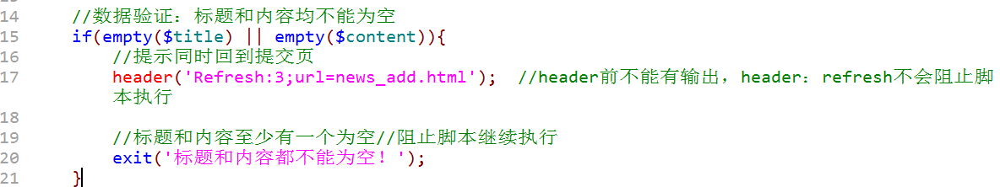 14 //数据验证：标题和内容均不能为空
15 if(empty($title) || empty($content)){
16 //提示同时回到提交页
17 header('Refresh:3;url=news_add.html'); //header前不能有输出，header：refresh不会阻止脚
本执行
18
19 //标题和内容至少有一个为空//阻止脚本继续执行
20 exit('标题和内容都不能为空！');
21 }